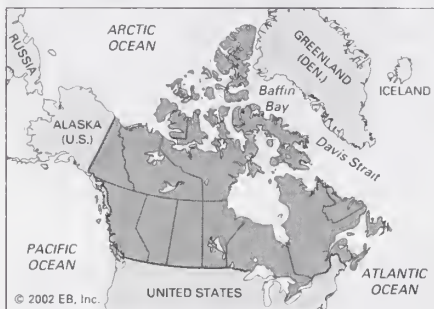 ARCTIC
OCEAN
RUSSIA
GREENLAND
(DEN.)
ICELAND
Baffin
Bay
ALASKA
(U.S.)
Davis Strait
PACIFIC
OCEAN
ATLANTIC
OCEAN
UNITED STATES
© 2002 EB, Inc.